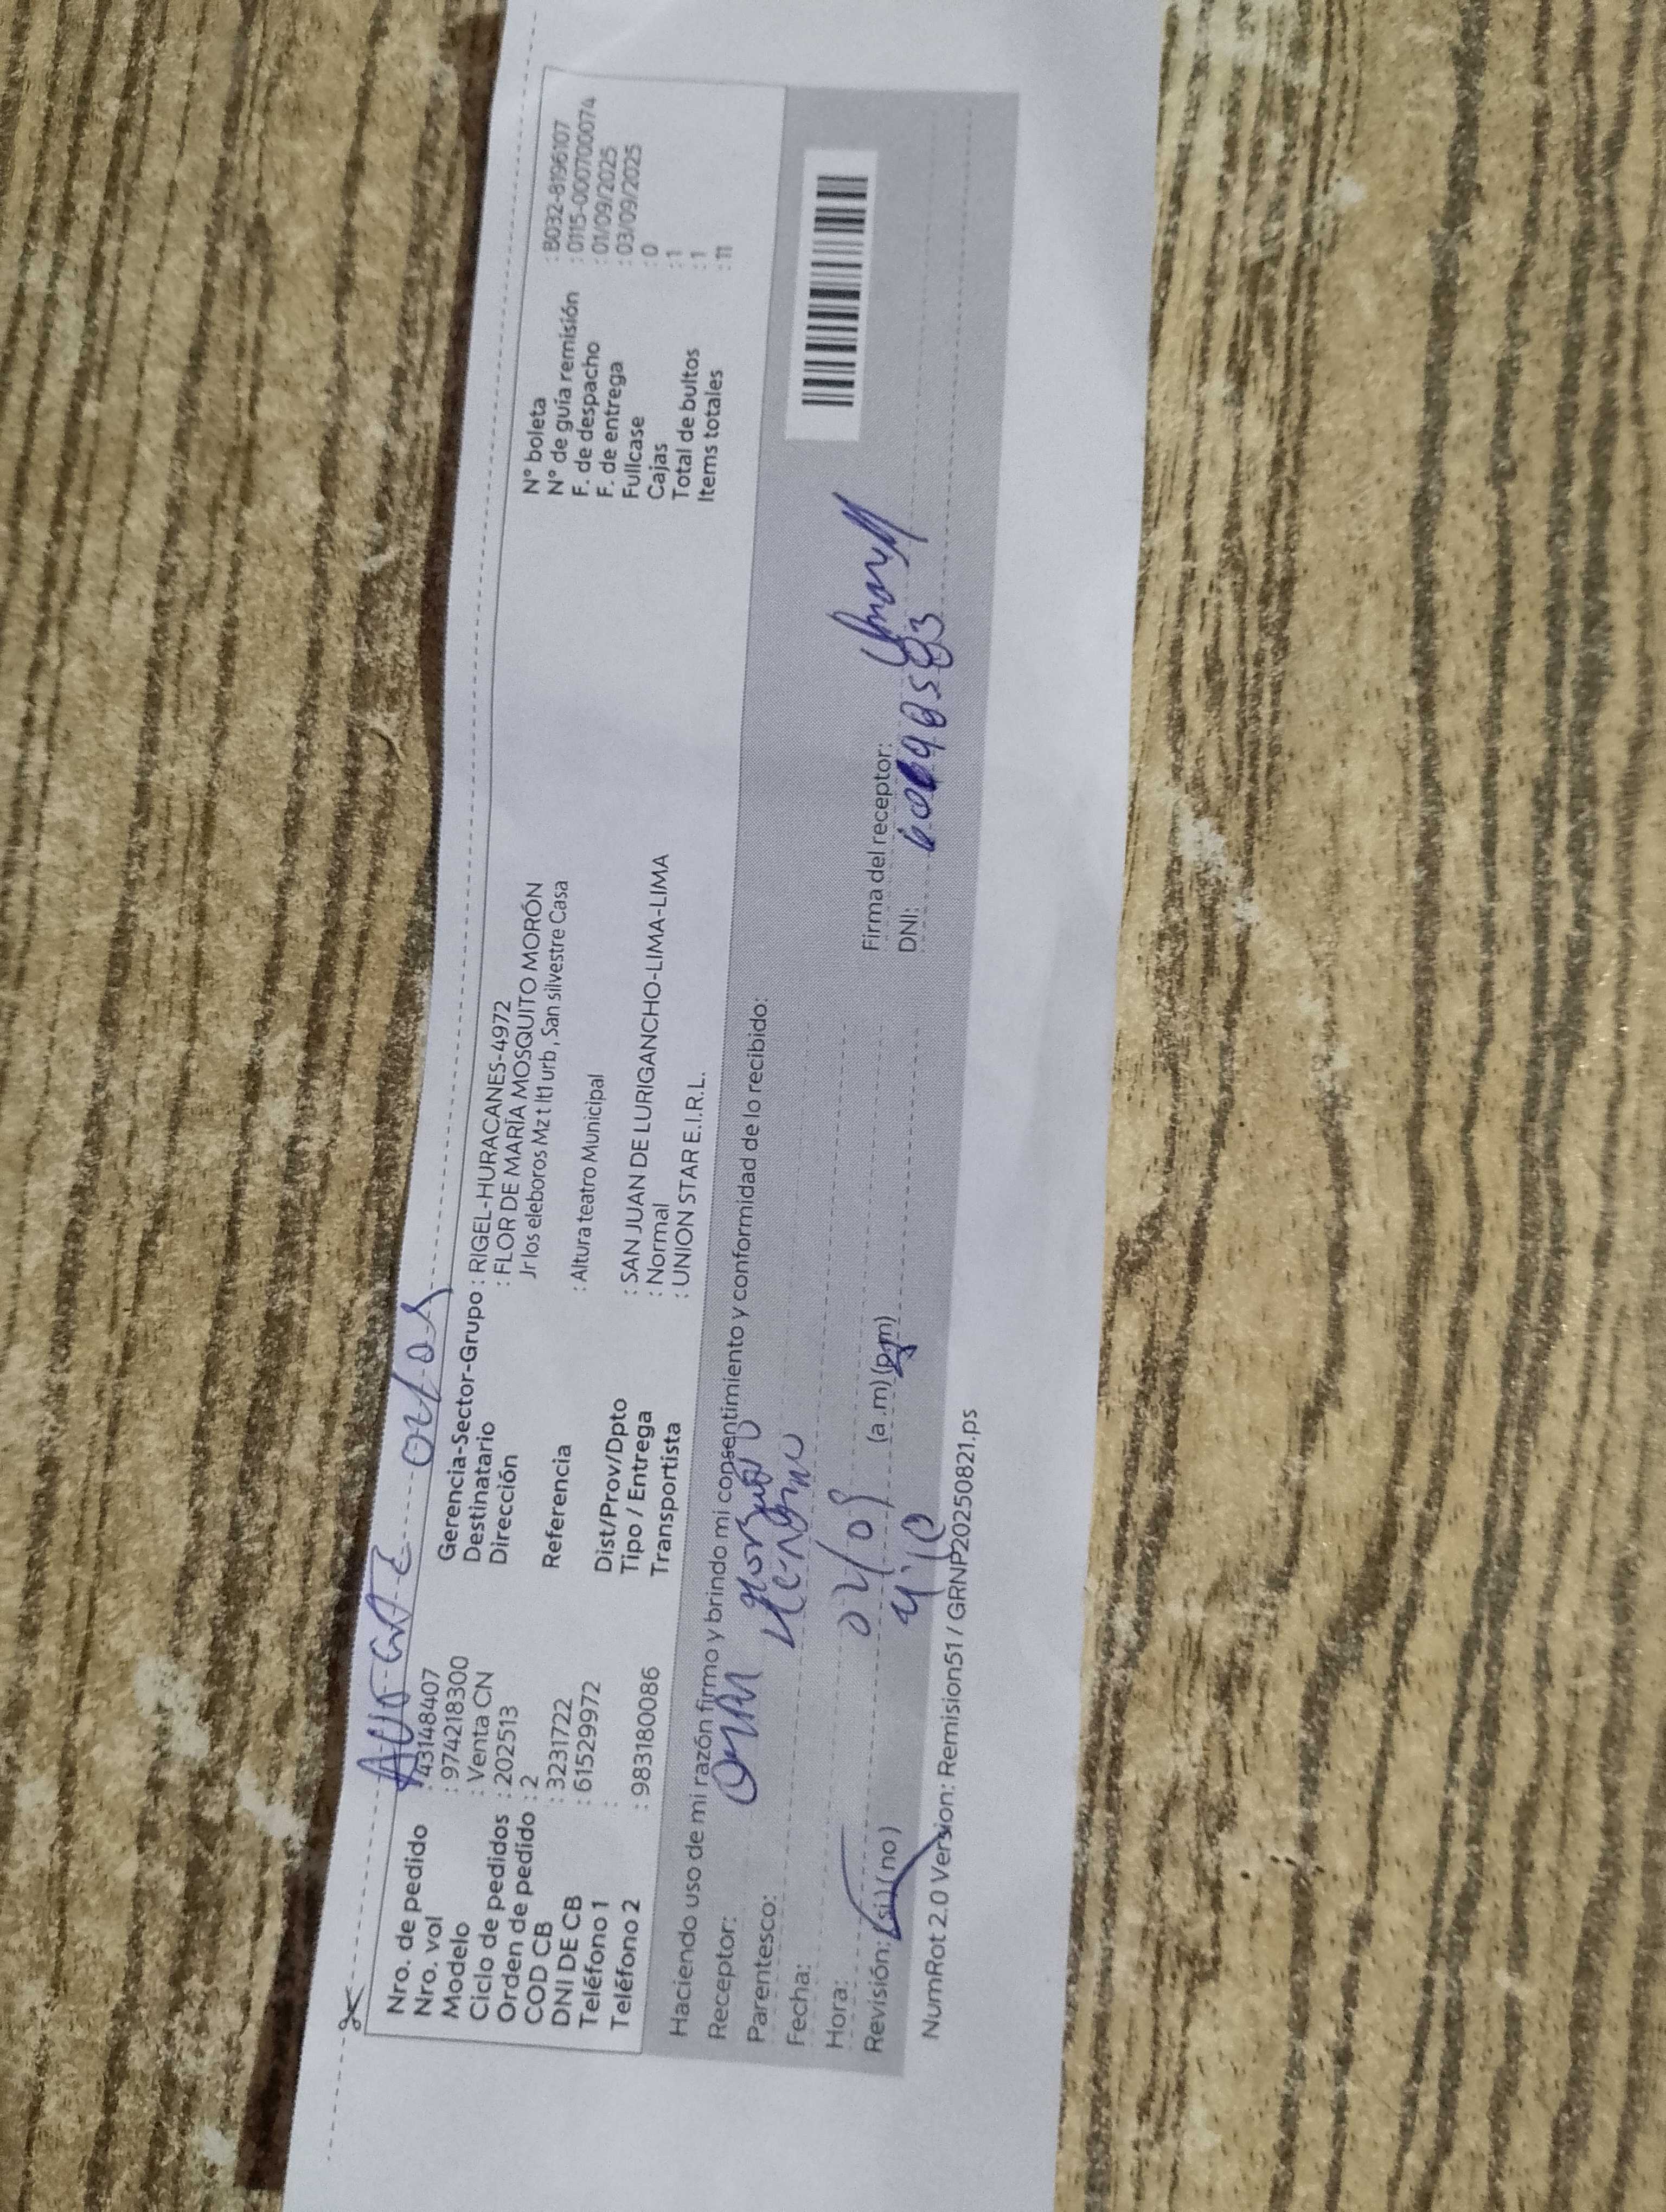 Nro. de pedido : 43148407
Nro. vol : 974218300
Modelo : Venta CN
Ciclo de pedidos : 202513
Orden de pedido : 2
COD CB : 3231722
DNI DE CB : 61529972
Teléfono 1 :
Teléfono 2 : 983180086
Gerencia-Sector-Grupo : RIGEL-HURACANES-4972
Destinatario : FLOR DE MARÍA MOSQUITO MORÓN
Dirección Jr los eleboros Mz t lt1 urb , San silvestre Casa
Referencia : Altura teatro Municipal
Dist/Prov/Dpto : SAN JUAN DE LURIGANCHO-LIMA-LIMA
Tipo / Entrega : Normal
Transportista : UNION STAR E.I.R.L.
N° boleta : B032-8196107
N° de guía remisión : 0115-0007700074
F. de despacho : 01/09/2025
F. de entrega : 03/09/2025
Fullcase : 0
Cajas : 1
Total de bultos : 1
Items totales : 11
Haciendo uso de mi razón firmo y brindo mi consentimiento y conformidad de lo recibido:
Receptor:
Parentesco:
Fecha:
Hora: 4:10 (a .m) (p.m)
Revisión: (si) ( no )
Firma del receptor:
DNI:
NumRot 2.0 Version: Remision51 / GRNP20250821.ps